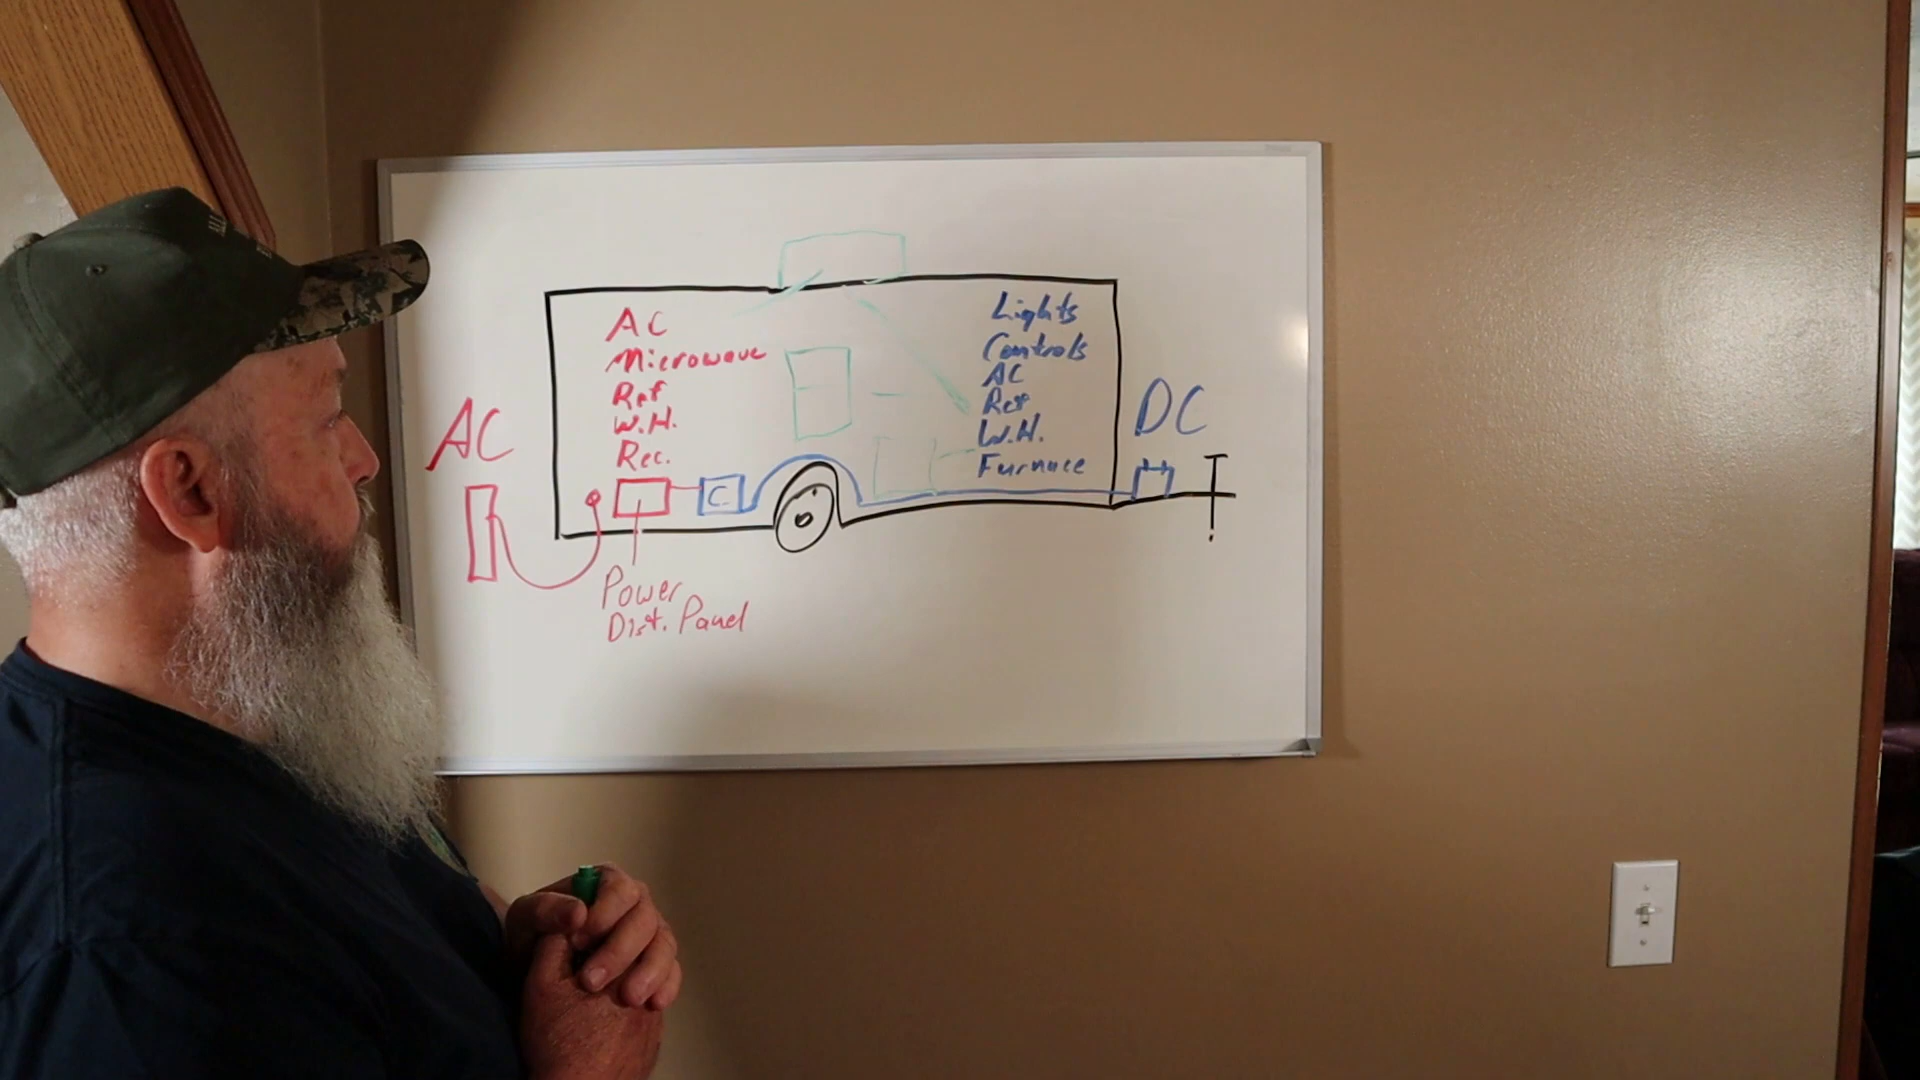 AC
AC
Microwave
Ref
W.H.
Rec.
C
Power
Dist. Panel
Lights
Controls
AC
Ref
W.H.
Furnace
DC